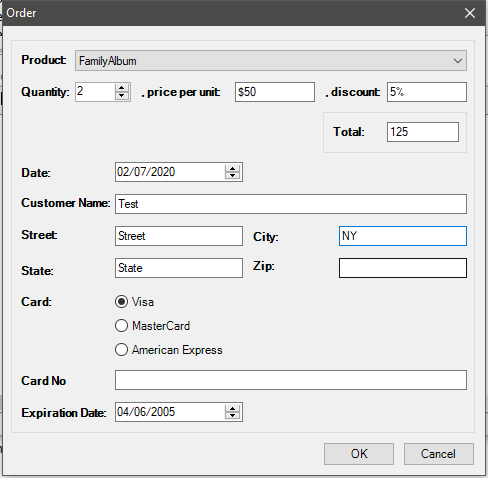 Order
Product: FamilyAlbum
Quantity: 2 , price per unit: $50 , discount: 5%
Total: 125
Date: 02/07/2020
Customer Name: Test
Street: Street City: NY
State: State Zip:
Card: Visa
MasterCard
American Express
Card No
Expiration Date: 04/06/2005
OK Cancel